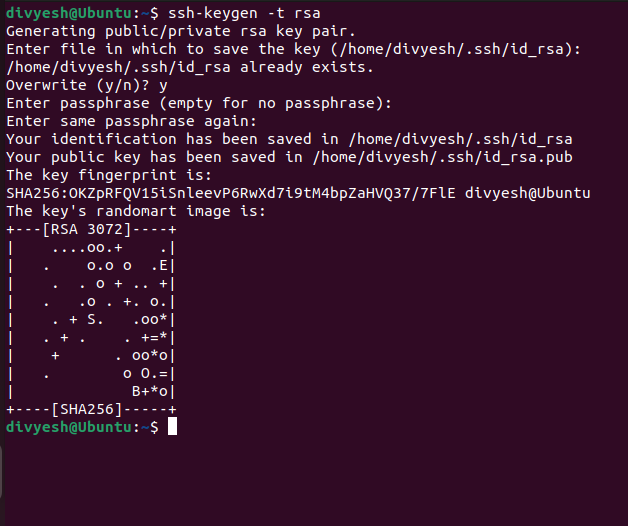 divyesh@Ubuntu:~$ ssh-keygen -t rsa
Generating public/private rsa key pair.
Enter file in which to save the key (/home/divyesh/.ssh/id_rsa):
/home/divyesh/.ssh/id_rsa already exists.
Overwrite (y/n)? y
Enter passphrase (empty for no passphrase):
Enter same passphrase again:
Your identification has been saved in /home/divyesh/.ssh/id_rsa
Your public key has been saved in /home/divyesh/.ssh/id_rsa.pub
The key fingerprint is:
SHA256:OKZpRFQV15iSnleevP6RwXd7i9tM4bpZaHVQ37/7FlE divyesh@Ubuntu
The key's randomart image is:
+---[RSA 3072]----+
|    ....oo.+    .|
|   .    o.o o  .E|
|    .  . o + .. +|
|   .   .o . +. o.|
|    . + S.   .oo*|
|   . + .    . +=*|
|    +      . oo*o|
|   .        o O.=|
|             B+*o|
+----[SHA256]-----+
divyesh@Ubuntu:~$